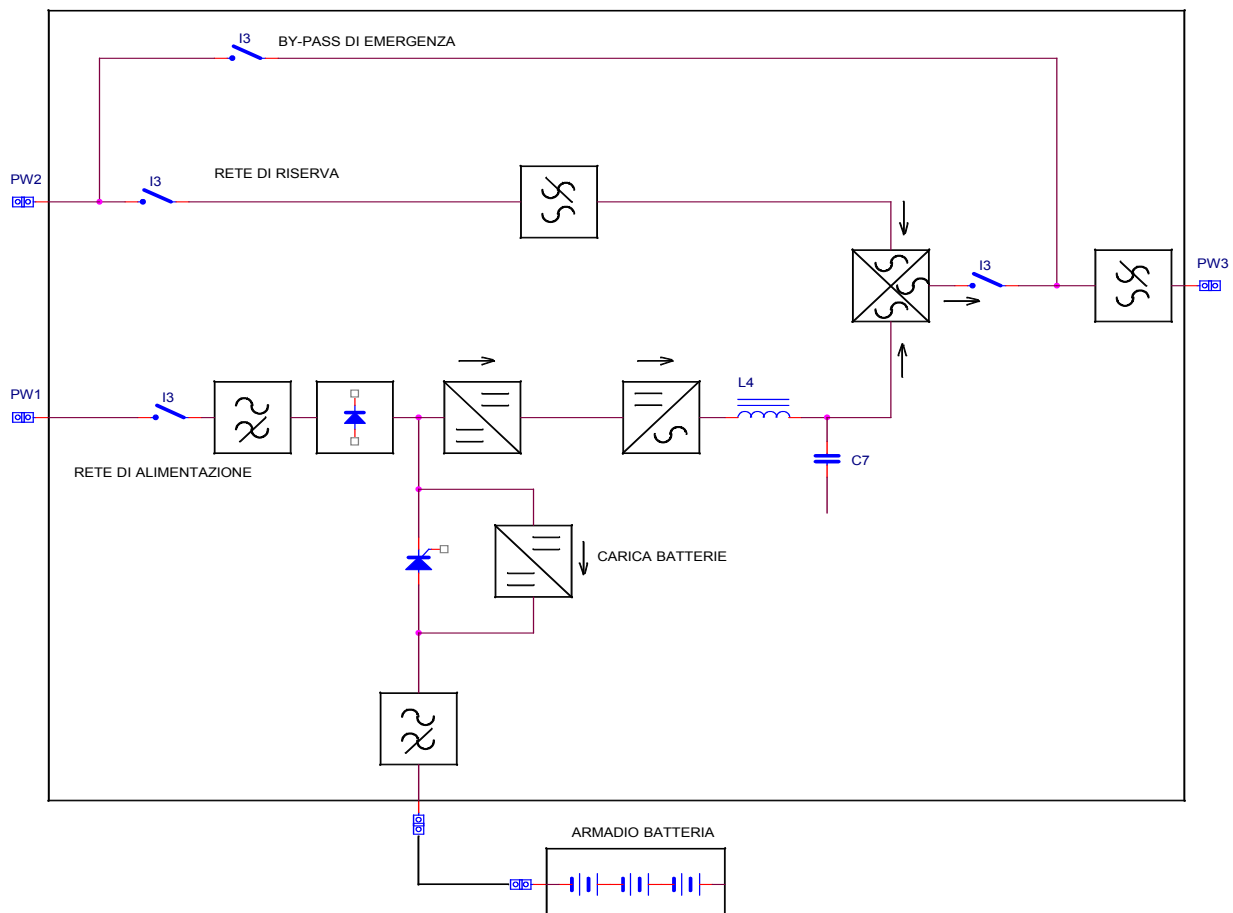 I3
BY-PASS DI EMERGENZA
RETE DI RISERVA
PW2
I3
I3
PW3
L4
PW1
I3
C7
RETE DI ALIMENTAZIONE
CARICA BATTERIE
ARMADIO BATTERIA